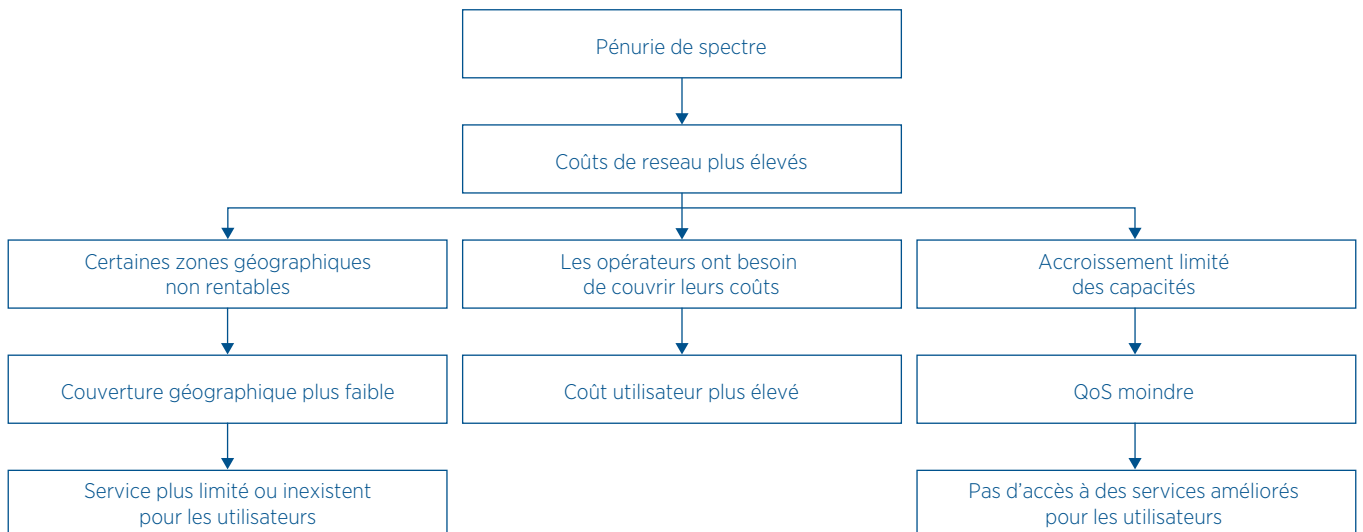 Pénurie de spectre
Coûts de reseau plus élevés
Certaines zones géographiques
non rentables
Les opérateurs ont besoin
de couvrir leurs coûts
Accroissement limité
des capacités
Couverture géographique plus faible
Coût utilisateur plus élevé
QoS moindre
Service plus limité ou inexistent
pour les utilisateurs
Pas d’accès à des services améliorés
pour les utilisateurs